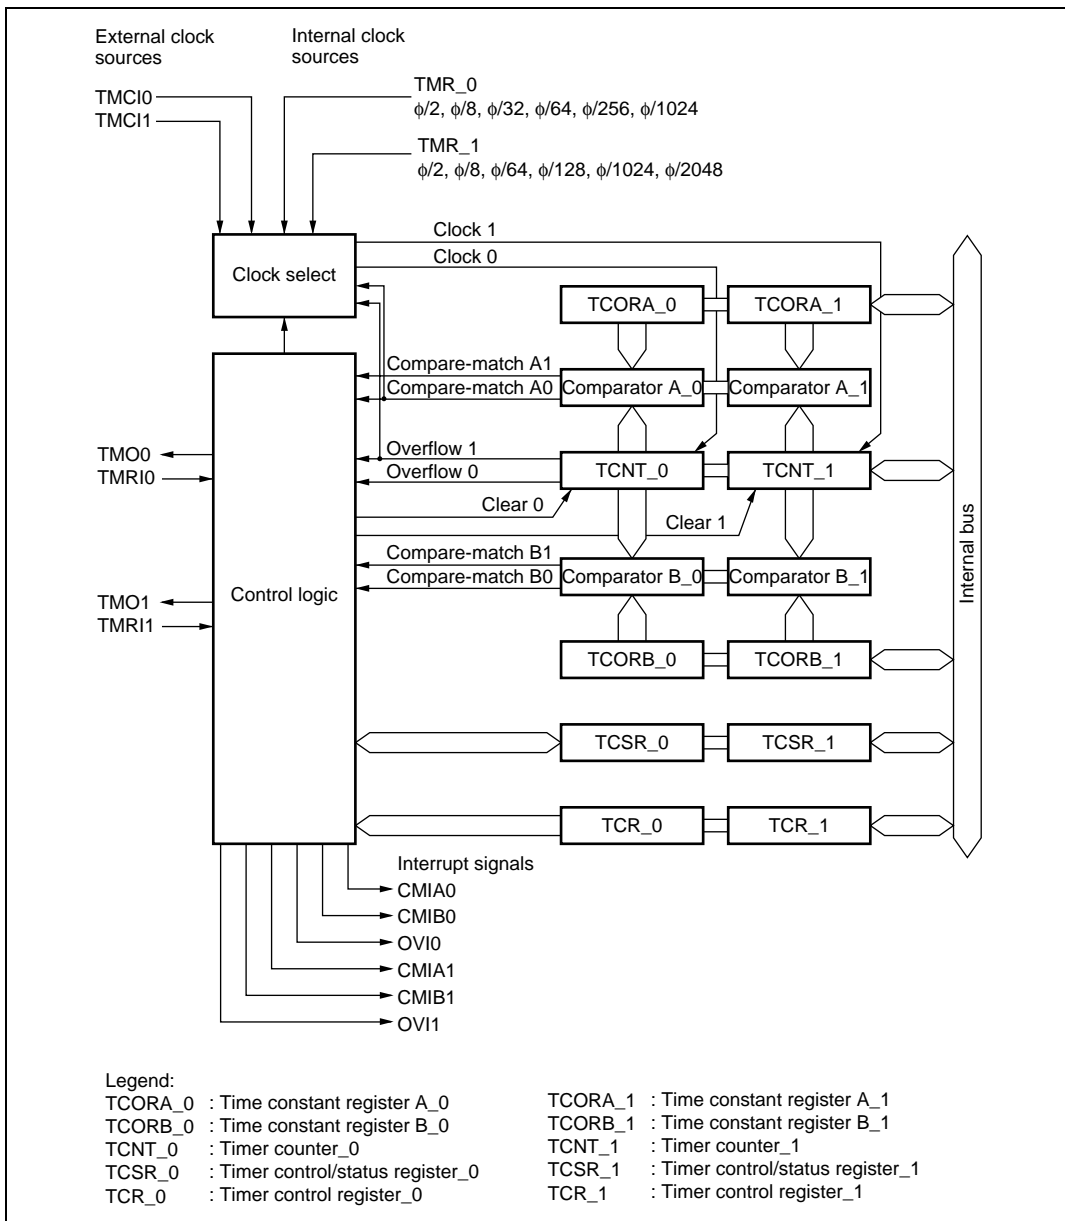 External clock
sources
Internal clock
sources
TMCI0
TMCI1
TMR_0
ϕ/2, ϕ/8, ϕ/32, ϕ/64, ϕ/256, ϕ/1024
TMR_1
ϕ/2, ϕ/8, ϕ/64, ϕ/128, ϕ/1024, ϕ/2048
Clock 1
Clock 0
Clock select
TCORA_0
TCORA_1
Compare-match A1
Compare-match A0
Comparator A_0
Comparator A_1
TMO0
TMRI0
Overflow 1
Overflow 0
TCNT_0
TCNT_1
Clear 0
Clear 1
Internal bus
Compare-match B1
Compare-match B0
Comparator B_0
Comparator B_1
Control logic
TMO1
TMRI1
TCORB_0
TCORB_1
TCSR_0
TCSR_1
TCR_0
TCR_1
Interrupt signals
CMIA0
CMIB0
OVI0
CMIA1
CMIB1
OVI1
Legend:
TCORA_0 : Time constant register A_0
TCORB_0 : Time constant register B_0
TCNT_0 : Timer counter_0
TCSR_0 : Timer control/status register_0
TCR_0 : Timer control register_0
TCORA_1 : Time constant register A_1
TCORB_1 : Time constant register B_1
TCNT_1 : Timer counter_1
TCSR_1 : Timer control/status register_1
TCR_1 : Timer control register_1